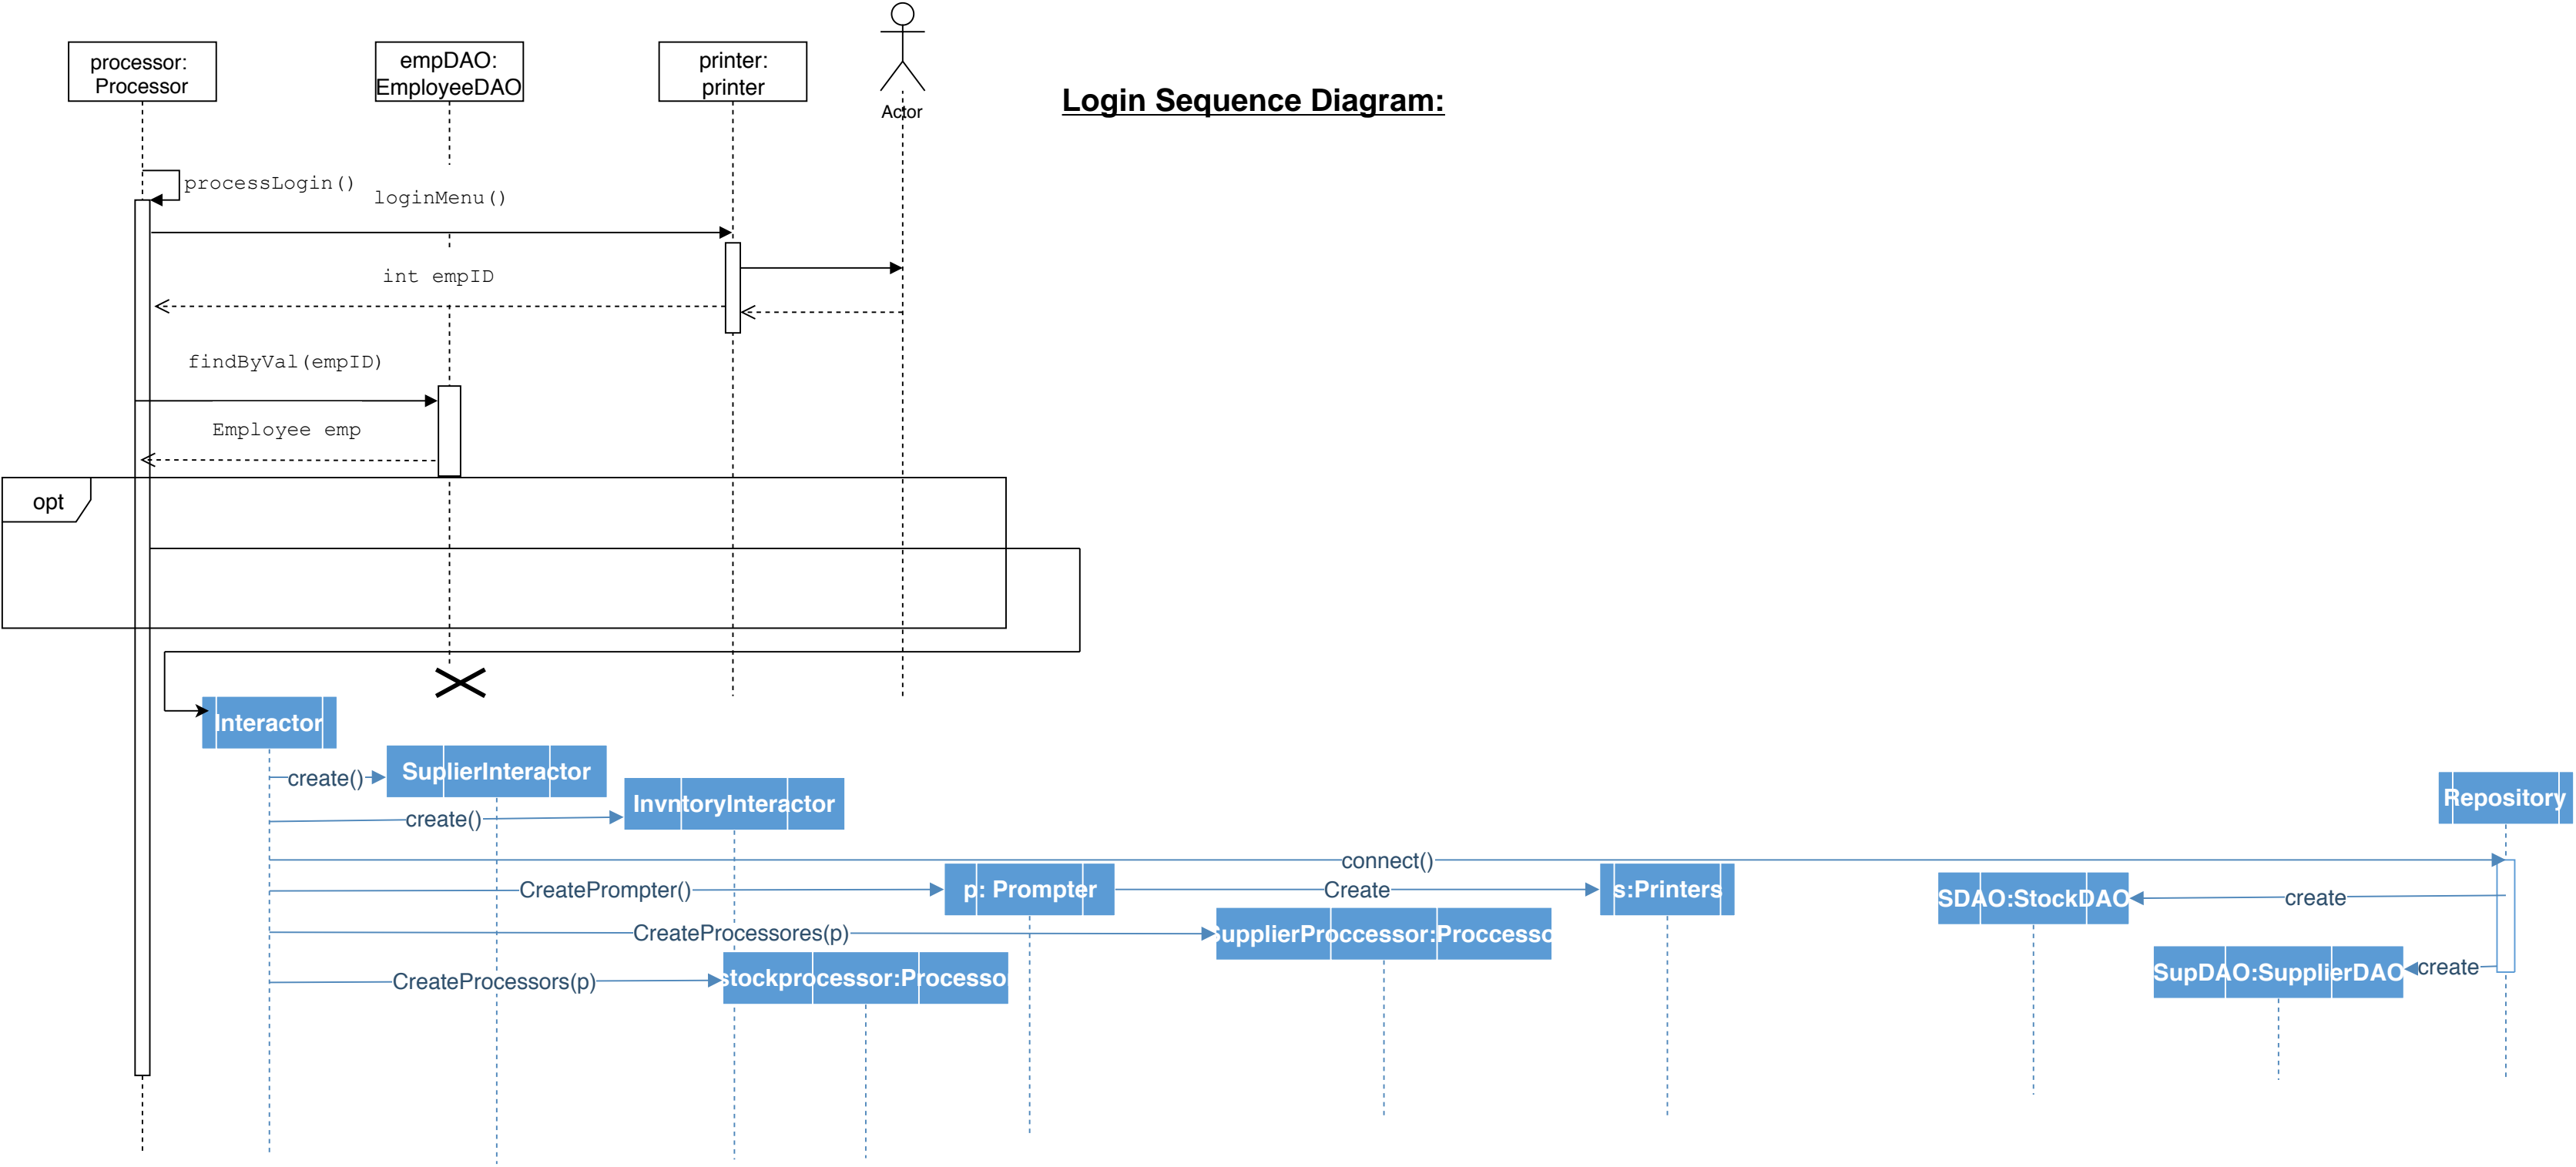 processor:
Processor
empDAO:
EmployeeDAO
printer:
printer
Actor
Login Sequence Diagram:
processLogin()
loginMenu()
int empID
findByVal(empID)
Employee emp
opt
Interactor
create()
SuplierInteractor
create()
InvntoryInteractor
Repository
connect()
CreatePrompter()
p: Prompter
Create
s:Printers
SDAO:StockDAO
create
CreateProcessores(p)
SupplierProccessor:Proccesso
CreateProcessors(p)
stockprocessor:Processor
SupDAO:SupplierDAO
create